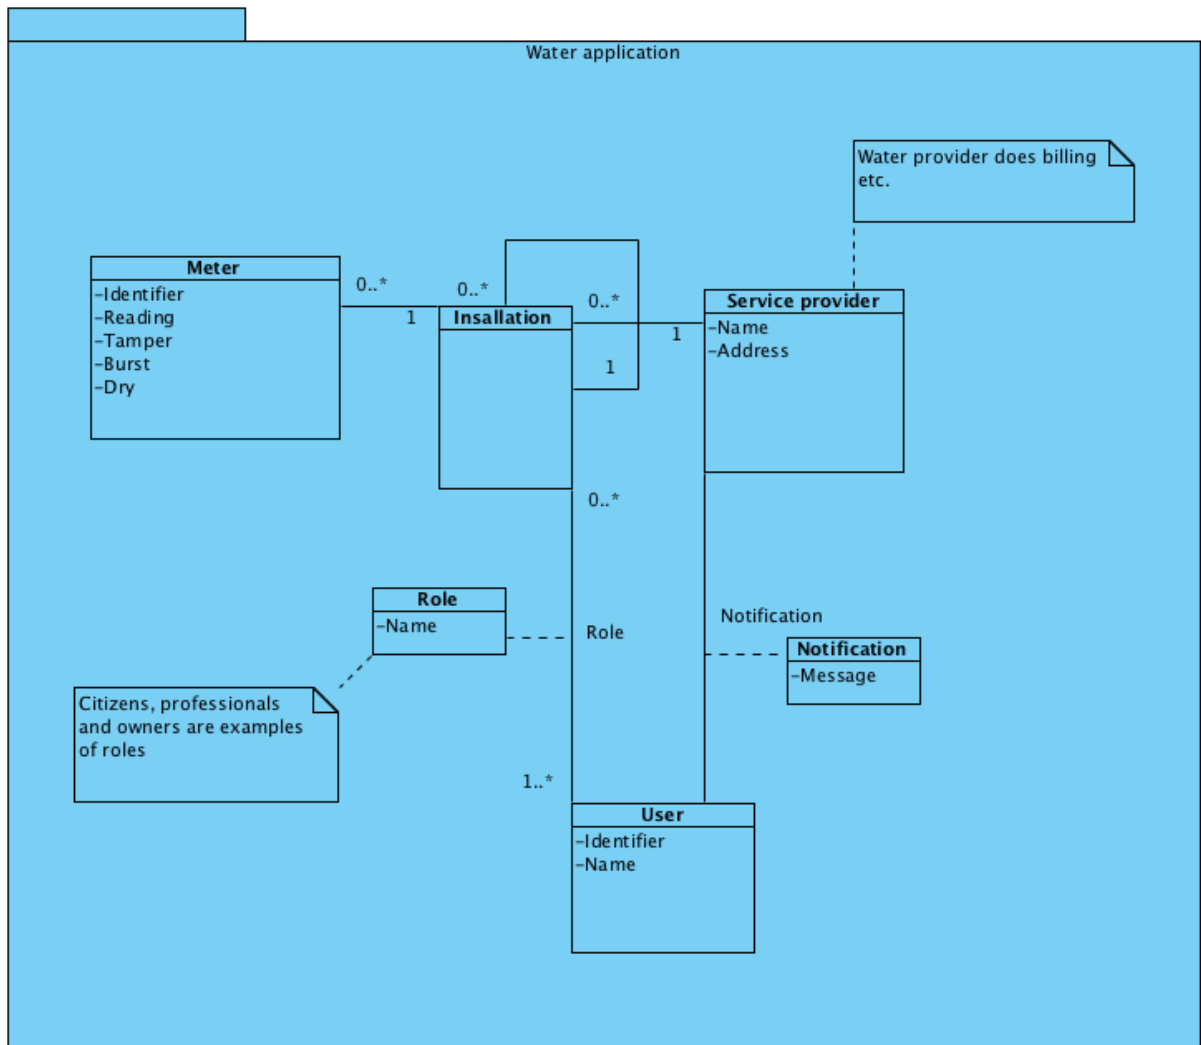 Water application
Water provider does billing
etc.
Meter
-Identifier
-Reading
-Tamper
-Burst
-Dry
0..*
1
0..*
Insallation
0..*
1
1
Service provider
-Name
-Address
0..*
Role
-Name
Role
Notification
Notification
-Message
Citizens, professionals
and owners are examples
of roles
1..*
User
-Identifier
-Name